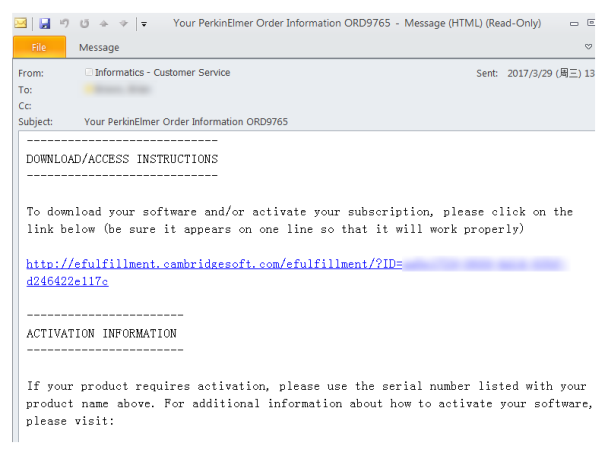 Your PerkinElmer Order Information ORD9765 - Message (HTML) (Read-Only)
File Message
From: Informatics - Customer Service Sent: 2017/3/29 (周三) 13
To:
Cc:
Subject: Your PerkinElmer Order Information ORD9765
----------------------------
DOWNLOAD/ACCESS INSTRUCTIONS
----------------------------
To download your software and/or activate your subscription, please click on the
link below (be sure it appears on one line so that it will work properly)
http://efulfillment.cambridgesoft.com/efulfillment/?ID=
d246422e117c
-----------------------
ACTIVATION INFORMATION
-----------------------
If your product requires activation, please use the serial number listed with your
product name above. For additional information about how to activate your software,
please visit: